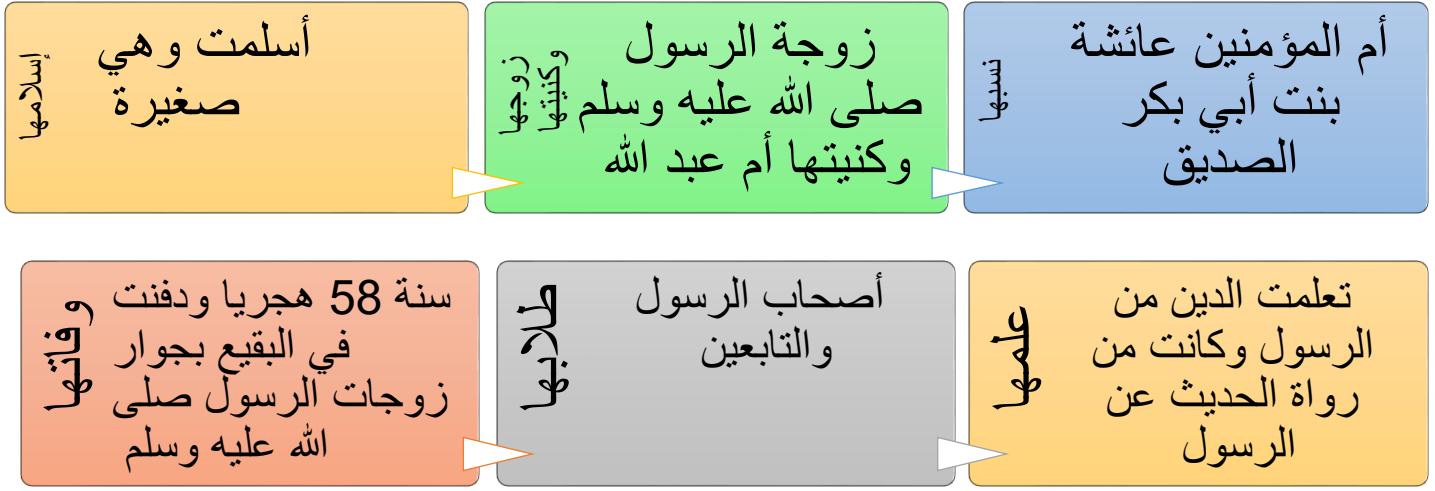 نسبها
أم المؤمنين عائشة
بنت أبي بكر
الصديق
زوجها
وكنيتها
زوجة الرسول
صلى الله عليه وسلم
وكنيتها أم عبد الله
إسلامها
أسلمت وهي
صغيرة
علمها
تعلمت الدين من
الرسول وكانت من
رواة الحديث عن
الرسول
طلابها
أصحاب الرسول
والتابعين
وفاتها
سنة 58 هجريا ودفنت
في البقيع بجوار
زوجات الرسول صلى
الله عليه وسلم